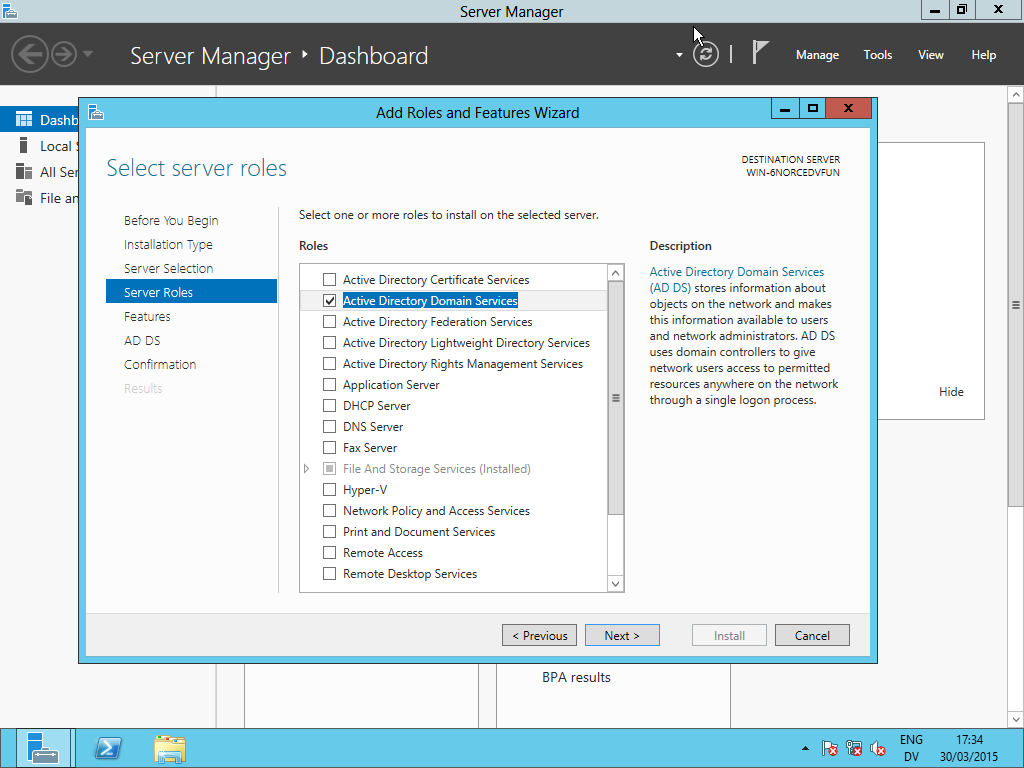 Server Manager
Server Manager ‣ Dashboard
Manage Tools View Help
Dashb
Local S
All Ser
File an
Add Roles and Features Wizard
Select server roles
DESTINATION SERVER
WIN-6NORCEDVFUN
Before You Begin
Installation Type
Server Selection
Server Roles
Features
AD DS
Confirmation
Results
Select one or more roles to install on the selected server.
Roles
Active Directory Certificate Services
Active Directory Domain Services
Active Directory Federation Services
Active Directory Lightweight Directory Services
Active Directory Rights Management Services
Application Server
DHCP Server
DNS Server
Fax Server
File And Storage Services (Installed)
Hyper-V
Network Policy and Access Services
Print and Document Services
Remote Access
Remote Desktop Services
Description
Active Directory Domain Services
(AD DS) stores information about
objects on the network and makes
this information available to users
and network administrators. AD DS
uses domain controllers to give
network users access to permitted
resources anywhere on the network
through a single logon process.
Hide
< Previous Next > Install Cancel
BPA results
ENG 17:34
DV 30/03/2015